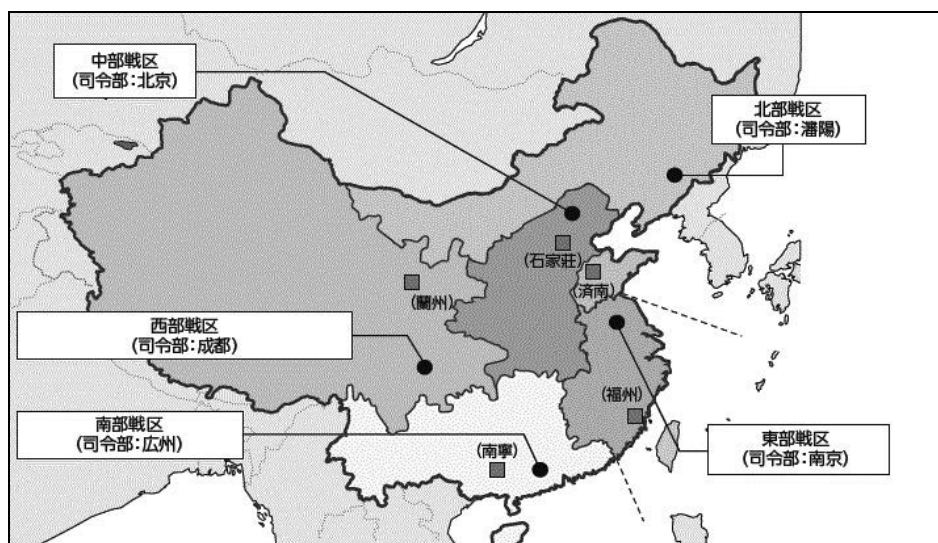 中部戦区
(司令部:北京)
北部戦区
(司令部:瀋陽)
(石家荘)
(済南)
(蘭州)
西部戦区
(司令部:成都)
(福州)
南部戦区
(司令部:広州)
(南寧)
東部戦区
(司令部:南京)